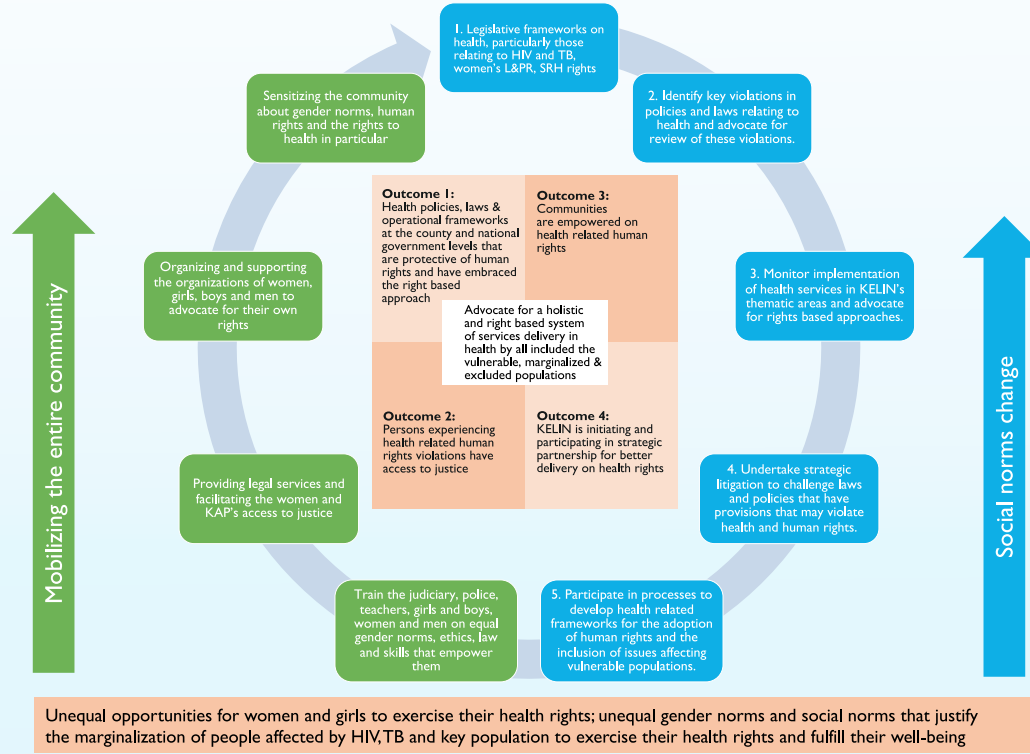 1. Legislative frameworks on
health, particularly those
relating to HIV and TB,
women's L&PR, SRH rights
2. Identify key violations in
policies and laws relating to
health and advocate for
review of these violations.
3. Monitor implementation
of health services in KELIN's
thematic areas and advocate
for rights based approaches.
4. Undertake strategic
litigation to challenge laws
and policies that have
provisions that may violate
health and human rights.
5. Participate in processes to
develop health related
frameworks for the adoption
of human rights and the
inclusion of issues affecting
vulnerable populations.
Train the judiciary, police,
teachers, girls and boys,
women and men on equal
gender norms, ethics, law
and skills that empower
them
Providing legal services and
facilitating the women and
KAP's access to justice
Organizing and supporting
the organizations of women,
girls, boys and men to
advocate for their own
rights
Sensitizing the community
about gender norms, human
rights and the rights to
health in particular
Outcome 1:
Health policies, laws &
operational frameworks
at the county and national
government levels that
are protective of human
rights and have embraced
the right based
approach
Outcome 3:
Communities
are empowered on
health related human
rights
Advocate for a holistic
and right based system
of services delivery in
health by all included the
vulnerable, marginalized &
excluded populations
Outcome 2:
Persons experiencing
health related human
rights violations have
access to justice
Outcome 4:
KELIN is initiating and
participating in strategic
partnership for better
delivery on health rights
Mobilizing the entire community
Social norms change
Unequal opportunities for women and girls to exercise their health rights; unequal gender norms and social norms that justify
the marginalization of people affected by HIV, TB and key population to exercise their health rights and fulfill their well-being